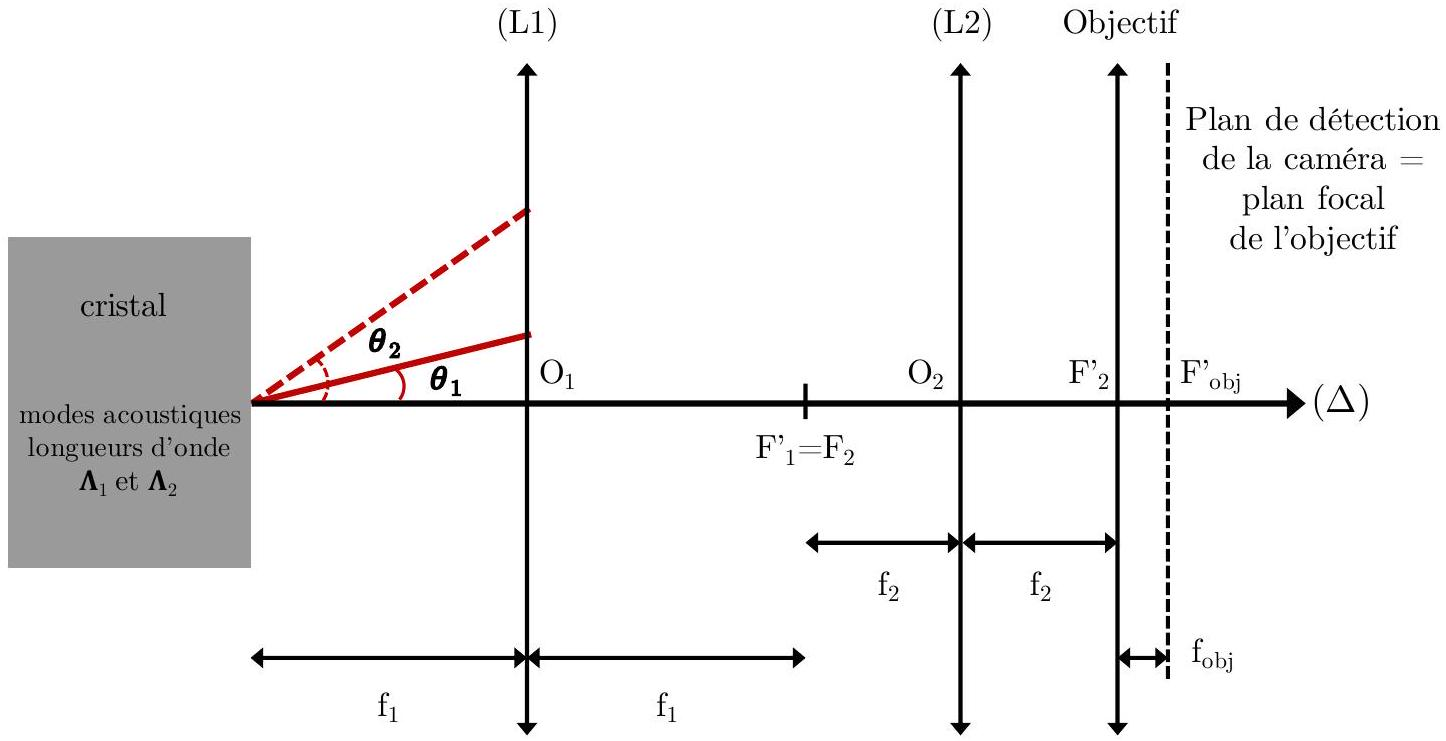 (L1)
(L2)
Objectif
Plan de détection
de la caméra =
plan focal
de l'objectif
cristal
θ₂
θ₁
O₁
O₂
F'₂
F'obj
(Δ)
modes acoustiques
longueurs d'onde
Λ₁ et Λ₂
F'₁=F₂
f₂
f₂
fobj
f₁
f₁